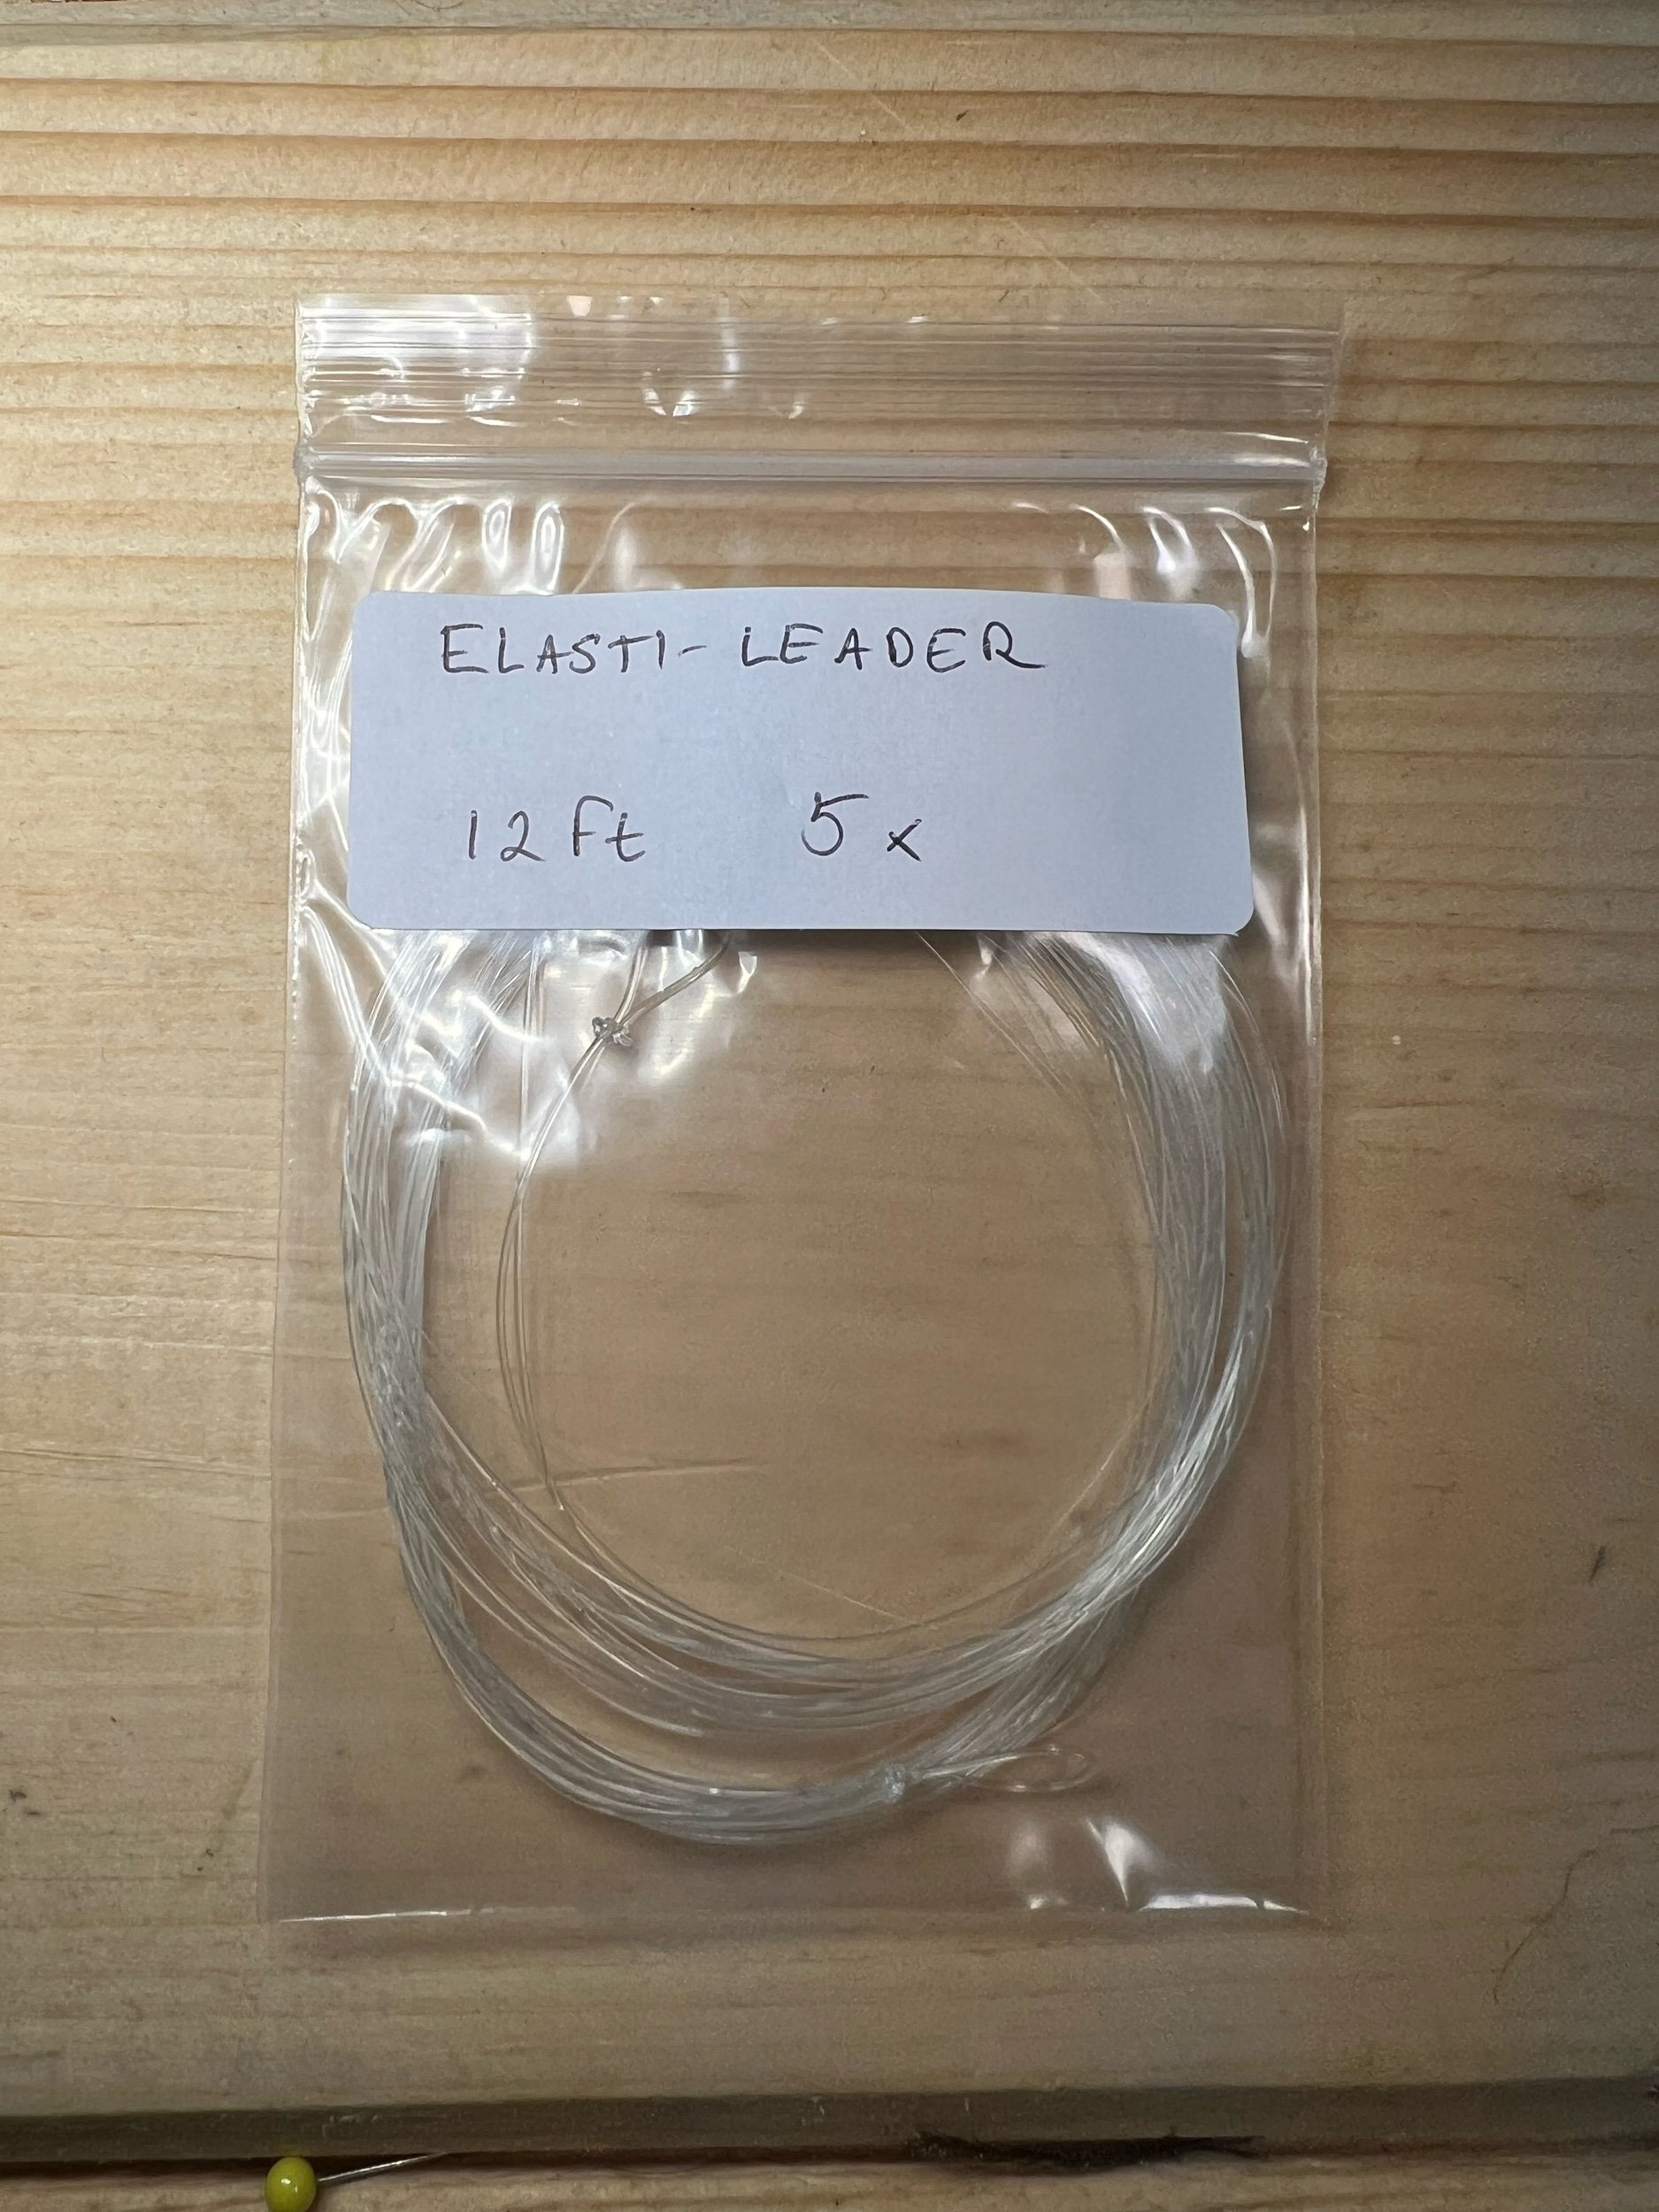 ELASTI-LEADER
12 ft 5x